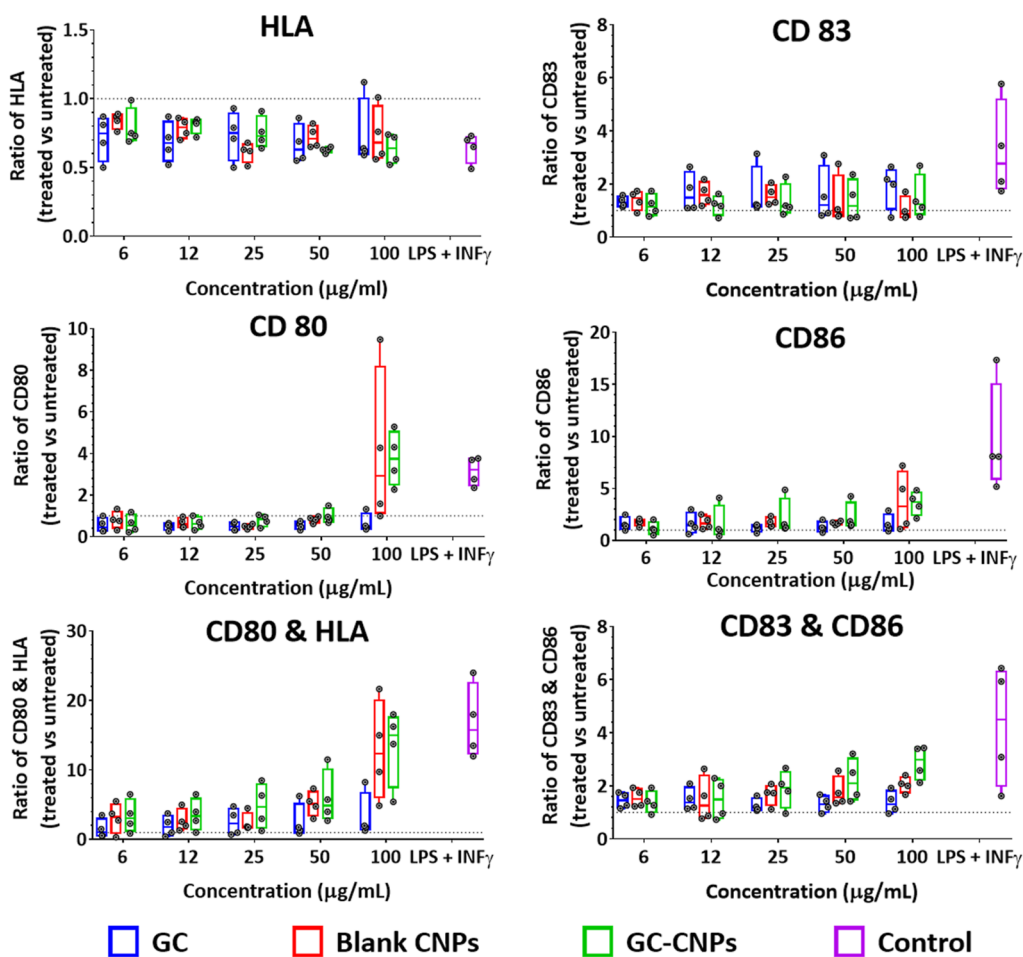 HLA
Ratio of HLA
(treated vs untreated)
1.5
1.0
0.5
0.0
6 12 25 50 100 LPS + INFγ
Concentration (µg/ml)
CD 83
Ratio of CD83
(treated vs untreated)
8
6
4
2
0
6 12 25 50 100 LPS + INFγ
Concentration (µg/mL)
CD 80
Ratio of CD80
(treated vs untreated)
10
8
6
4
2
0
6 12 25 50 100 LPS + INFγ
Concentration (µg/mL)
CD86
Ratio of CD86
(treated vs untreated)
20
15
10
5
0
6 12 25 50 100 LPS + INFγ
Concentration (µg/mL)
CD80 & HLA
Ratio of CD80 & HLA
(treated vs untreated)
30
20
10
0
6 12 25 50 100 LPS + INFγ
Concentration (µg/mL)
CD83 & CD86
Ratio of CD83 & CD86
(treated vs untreated)
8
6
4
2
0
6 12 25 50 100 LPS + INFγ
Concentration (µg/mL)
GC Blank CNPs GC-CNPs Control